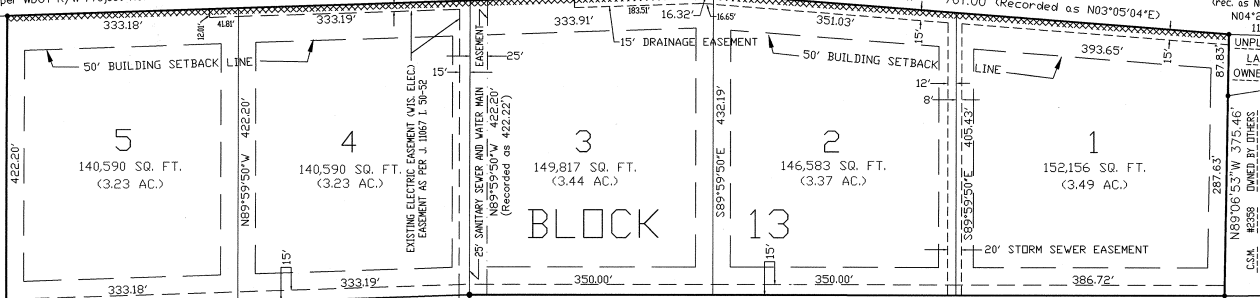 per WDOT R/W Project No
333.18'
41.81'
12.01'
333.19'
333.91'
183.51'
16.32'
16.65'
351.03'
701.00 (Recorded as N03°05'04"E)
(rec. as N
N04°
393.65'
15'
15'
87.83'
UNPL
LA
OWNE
50' BUILDING SETBACK LINE
15' DRAINAGE EASEMENT
25'
15'
50' BUILDING SETBACK
LINE
12'
8'
5
140,590 SQ. FT.
(3.23 AC.)
422.20'
N89°59'50"W 422.20'
4
140,590 SQ. FT.
(3.23 AC.)
EXISTING ELECTRIC EASEMENT (WIS. ELEC.)
EASEMENT AS PER J. 11067 I. 50-52
25' SANITARY SEWER AND WATER MAIN EASEMENT
N89°59'50"W 422.20'
(Recorded as 422.22')
3
149,817 SQ. FT.
(3.44 AC.)
S89°59'50"E 432.19'
2
146,583 SQ. FT.
(3.37 AC.)
S89°59'50"E 405.43'
1
152,156 SQ. FT.
(3.49 AC.)
287.63'
N89°06'53"W 375.46'
C.S.M. #2358 OWNED BY OTHERS
BLOCK 13
20' STORM SEWER EASEMENT
15'
15'
333.18'
333.19'
350.00'
350.00'
386.72'